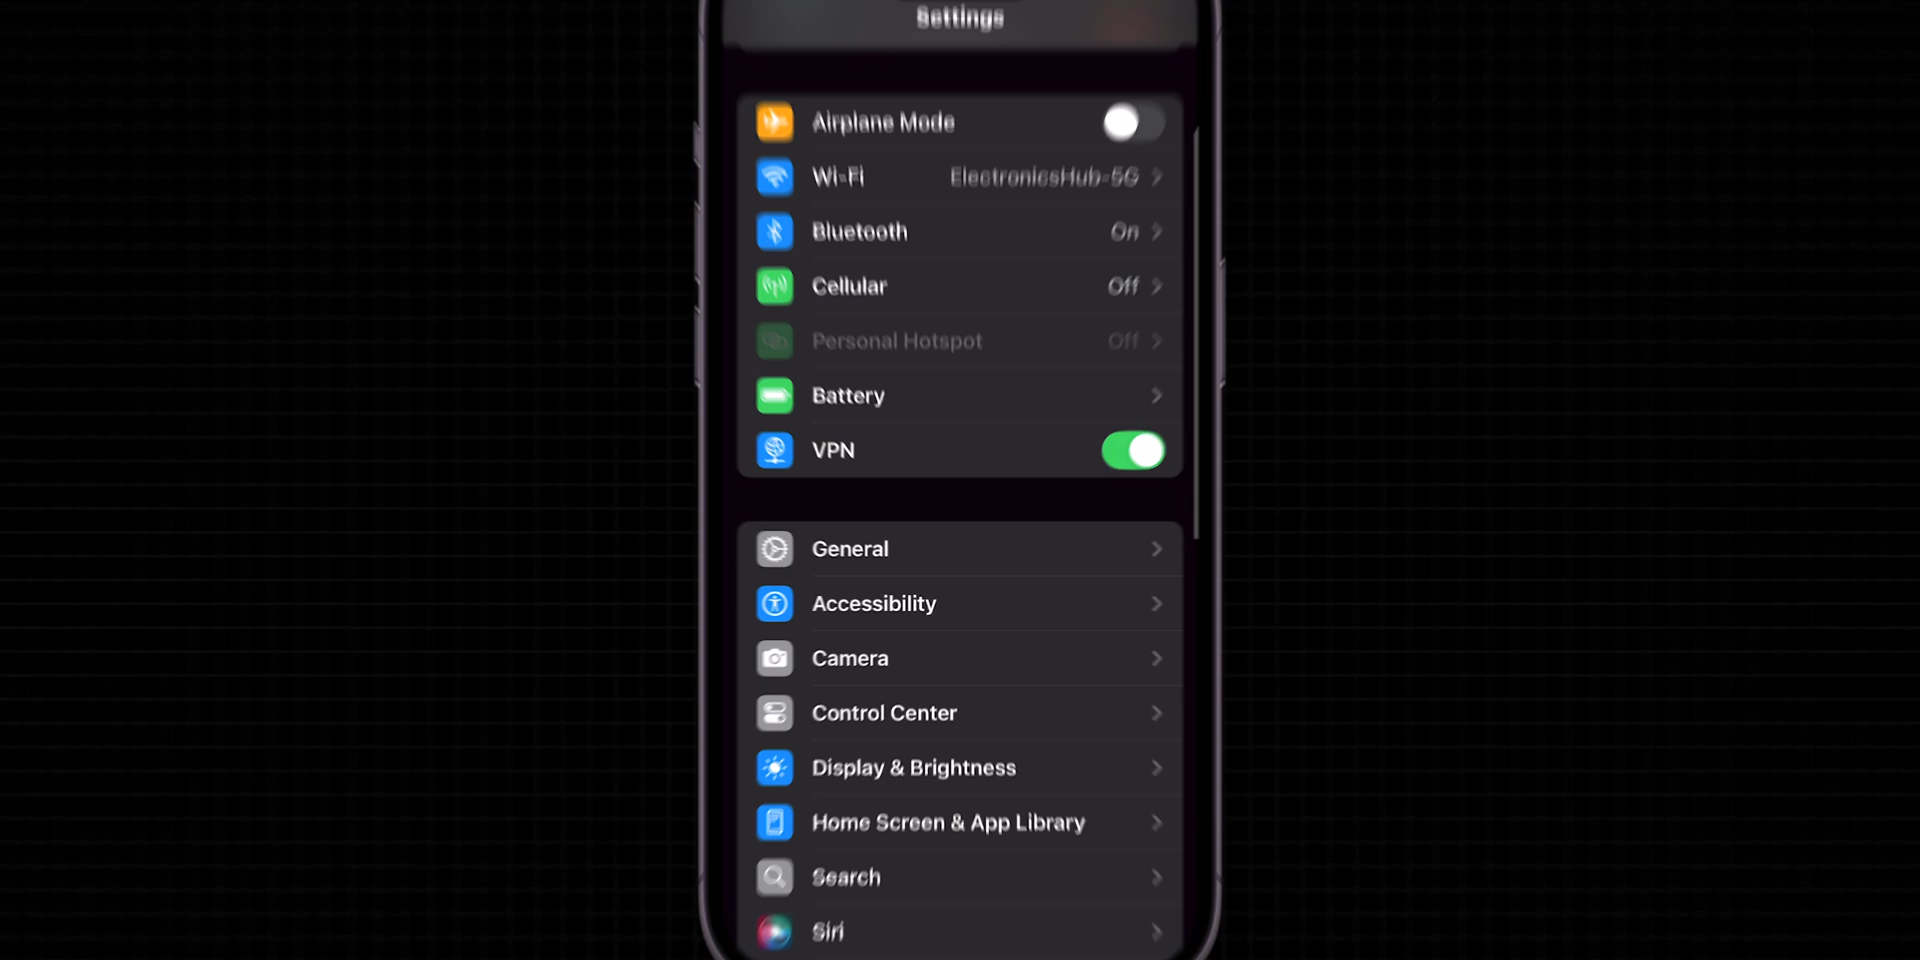 Settings
Airplane Mode
Wi-Fi ElectronicsHub-5G
Bluetooth On
Cellular Off
Personal Hotspot Off
Battery
VPN
General
Accessibility
Camera
Control Center
Display & Brightness
Home Screen & App Library
Search
Siri